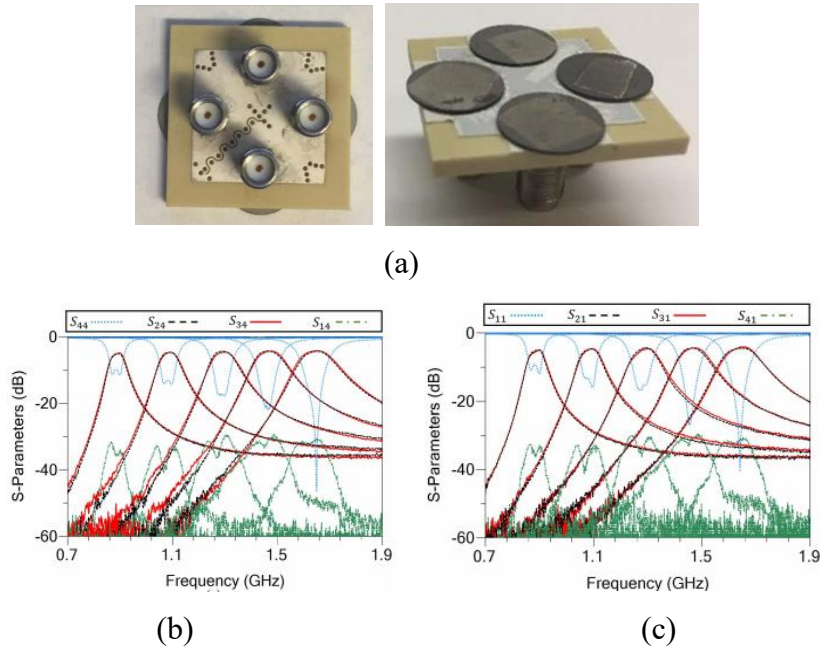 (a)
S44 S24 S34 S14
S11 S21 S31 S41
0
-20
-40
-60
S-Parameters (dB)
0.7 1.1 1.5 1.9
Frequency (GHz)
0
-20
-40
-60
S-Parameters (dB)
0.7 1.1 1.5 1.9
Frequency (GHz)
(b)
(c)